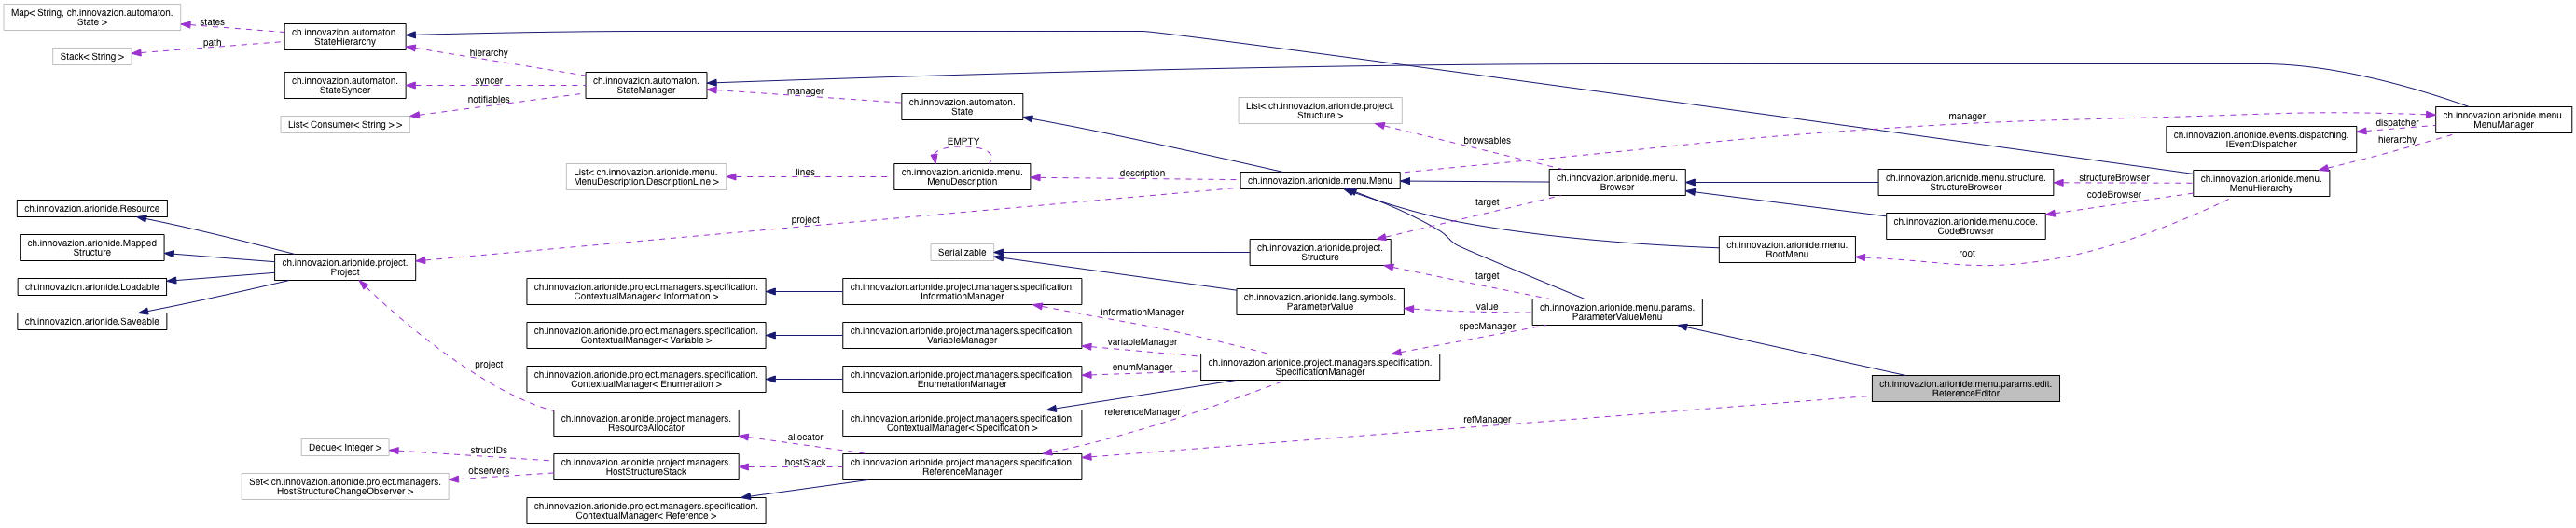 Map< String, ch.innovazion.automaton.
State >
states
path
Stack< String >
ch.innovazion.automaton.
StateHierarchy
hierarchy
ch.innovazion.automaton.
StateSyncer
syncer
notifiables
List< Consumer< String > >
ch.innovazion.automaton.
StateManager
manager
ch.innovazion.automaton.
State
EMPTY
List< ch.innovazion.arionide.menu.
MenuDescription.DescriptionLine >
lines
ch.innovazion.arionide.menu.
MenuDescription
description
List< ch.innovazion.arionide.project.
Structure >
browsables
ch.innovazion.arionide.menu.Menu
ch.innovazion.arionide.menu.
Browser
manager
ch.innovazion.arionide.menu.
MenuManager
dispatcher
ch.innovazion.arionide.events.dispatching.
IEventDispatcher
hierarchy
ch.innovazion.arionide.menu.structure.
StructureBrowser
structureBrowser
ch.innovazion.arionide.menu.
MenuHierarchy
codeBrowser
ch.innovazion.arionide.menu.code.
CodeBrowser
root
ch.innovazion.arionide.menu.
RootMenu
target
project
ch.innovazion.arionide.Resource
ch.innovazion.arionide.Mapped
Structure
ch.innovazion.arionide.Loadable
ch.innovazion.arionide.Saveable
ch.innovazion.arionide.project.
Project
Serializable
ch.innovazion.arionide.project.
Structure
target
ch.innovazion.arionide.lang.symbols.
ParameterValue
value
ch.innovazion.arionide.menu.params.
ParameterValueMenu
specManager
ch.innovazion.arionide.project.managers.specification.
ContextualManager< Information >
ch.innovazion.arionide.project.managers.specification.
InformationManager
informationManager
ch.innovazion.arionide.project.managers.specification.
ContextualManager< Variable >
ch.innovazion.arionide.project.managers.specification.
VariableManager
variableManager
ch.innovazion.arionide.project.managers.specification.
ContextualManager< Enumeration >
ch.innovazion.arionide.project.managers.specification.
EnumerationManager
enumManager
ch.innovazion.arionide.project.managers.specification.
SpecificationManager
ch.innovazion.arionide.menu.params.edit.
ReferenceEditor
project
ch.innovazion.arionide.project.managers.
ResourceAllocator
ch.innovazion.arionide.project.managers.specification.
ContextualManager< Specification >
referenceManager
refManager
allocator
Deque< Integer >
structIDs
observers
Set< ch.innovazion.arionide.project.managers.
HostStructureChangeObserver >
ch.innovazion.arionide.project.managers.
HostStructureStack
hostStack
ch.innovazion.arionide.project.managers.specification.
ReferenceManager
ch.innovazion.arionide.project.managers.specification.
ContextualManager< Reference >